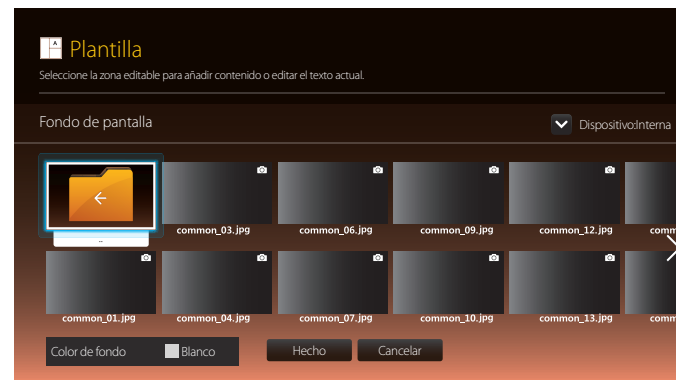 Plantilla
Seleccione la zona editable para añadir contenido o editar el texto actual.
Fondo de pantalla
Dispositivo:Interna
common_03.jpg common_06.jpg common_09.jpg common_12.jpg comm
..
common_01.jpg common_04.jpg common_07.jpg common_10.jpg common_13.jpg comm
Color de fondo Blanco Hecho Cancelar